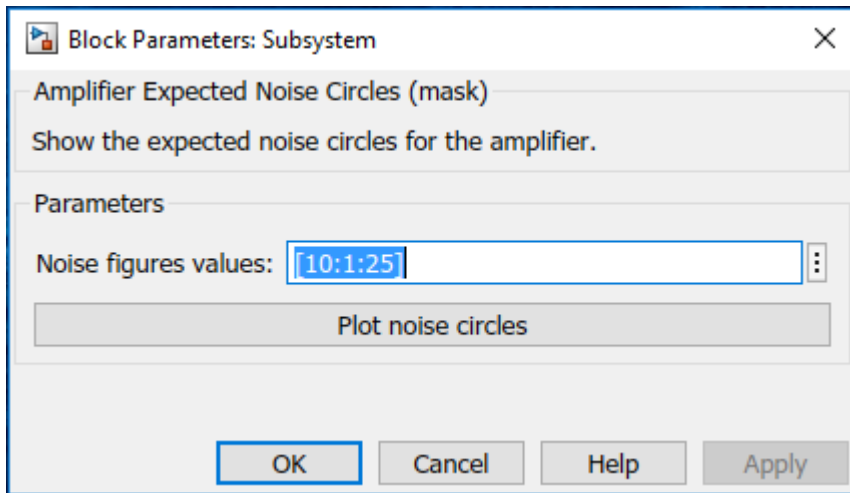 Block Parameters: Subsystem
Amplifier Expected Noise Circles (mask)
Show the expected noise circles for the amplifier.
Parameters
Noise figures values: [10:1:25]
Plot noise circles
OK Cancel Help Apply